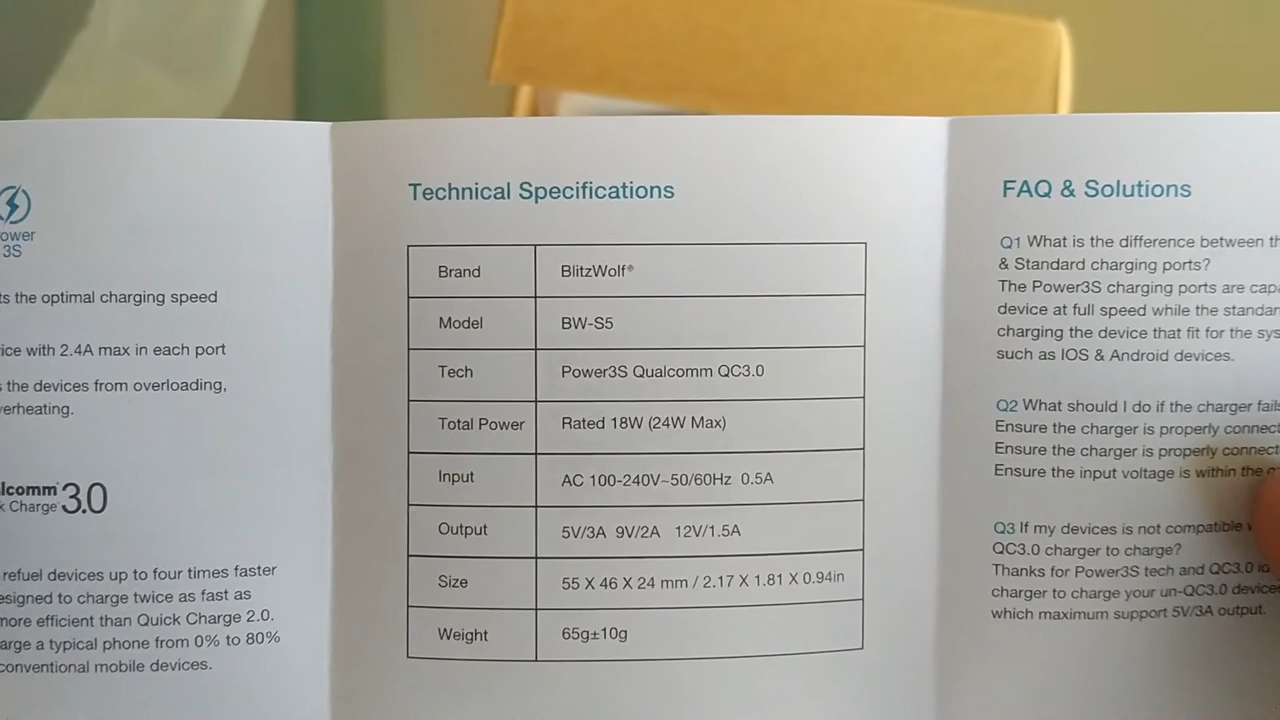 ower
3S
ts the optimal charging speed
ice with 2.4A max in each port
s the devices from overloading,
verheating.
lcomm 3.0
k Charge
refuel devices up to four times faster
esigned to charge twice as fast as
more efficient than Quick Charge 2.0.
arge a typical phone from 0% to 80%
conventional mobile devices.
Technical Specifications
Brand BlitzWolf®
Model BW-S5
Tech Power3S Qualcomm QC3.0
Total Power Rated 18W (24W Max)
Input AC 100-240V~50/60Hz 0.5A
Output 5V/3A 9V/2A 12V/1.5A
Size 55 X 46 X 24 mm / 2.17 X 1.81 X 0.94in
Weight 65g±10g
FAQ & Solutions
Q1 What is the difference between th
& Standard charging ports?
The Power3S charging ports are capa
device at full speed while the standar
charging the device that fit for the sys
such as IOS & Android devices.
Q2 What should I do if the charger fails
Ensure the charger is properly connect
Ensure the charger is properly connect
Ensure the input voltage is within the
Q3 If my devices is not compatible
QC3.0 charger to charge?
Thanks for Power3S tech and QC3.0
charger to charge your un-QC3.0 device
which maximum support 5V/3A output.